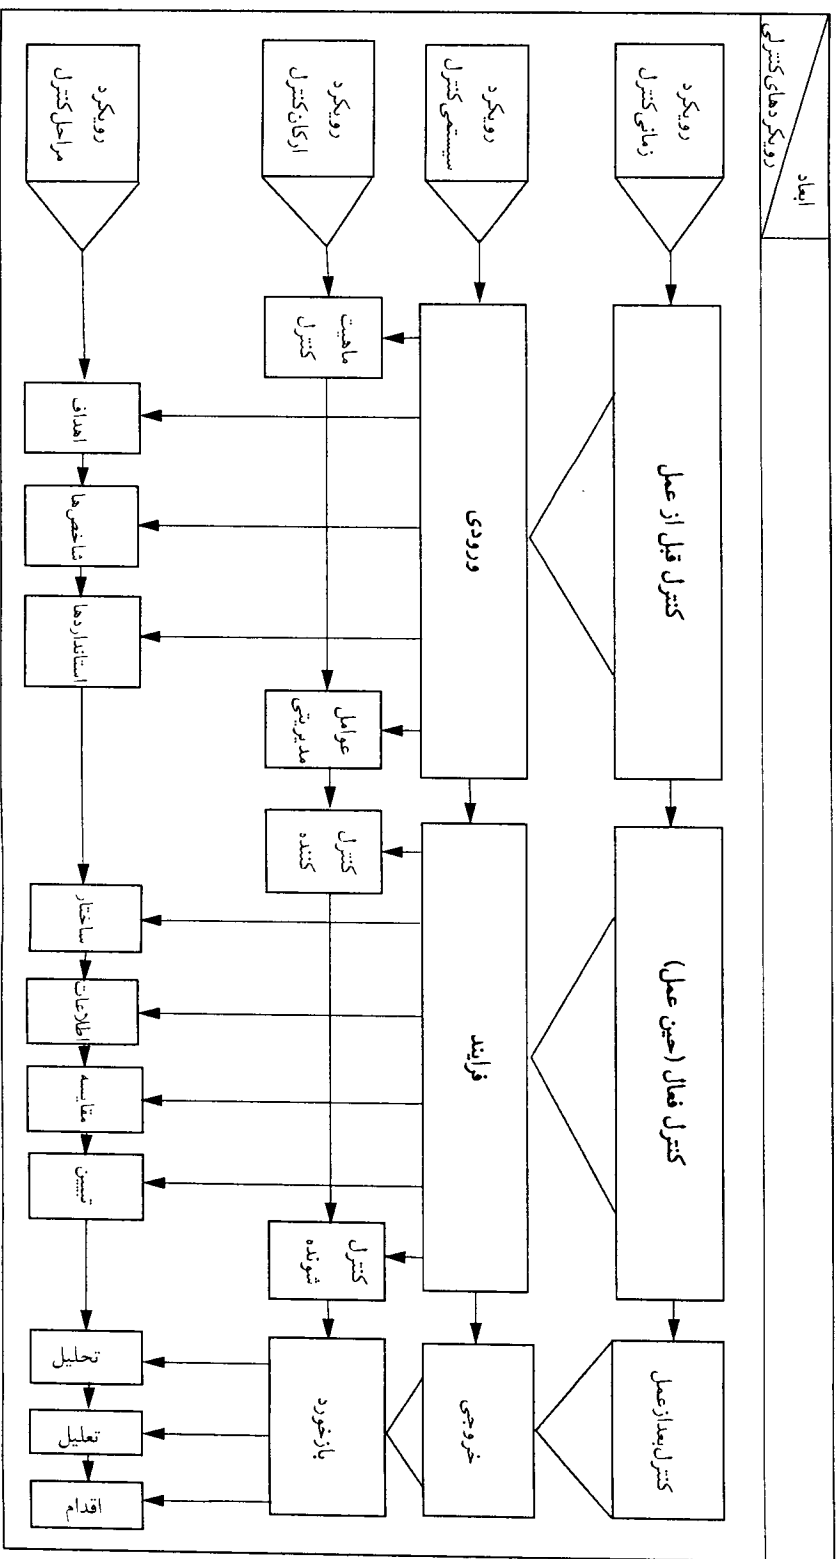 ابعاد
رویکردهای کنترلی
رویکرد
زمانی کنترل
کنترل قبل از عمل
کنترل فعال (حین عمل)
کنترل بعد از عمل
رویکرد
سیستمی کنترل
ورودی
فرایند
خروجی
رویکرد
ارکان کنترل
ماهیت
کنترل
عوامل
مدیریتی
کنترل
کننده
کنترل
شونده
بازخورد
رویکرد
مراحل کنترل
اهداف
شاخص‌ها
استانداردها
ساختار
اطلاعات
مقایسه
تبیین
تحلیل
تعلیل
اقدام